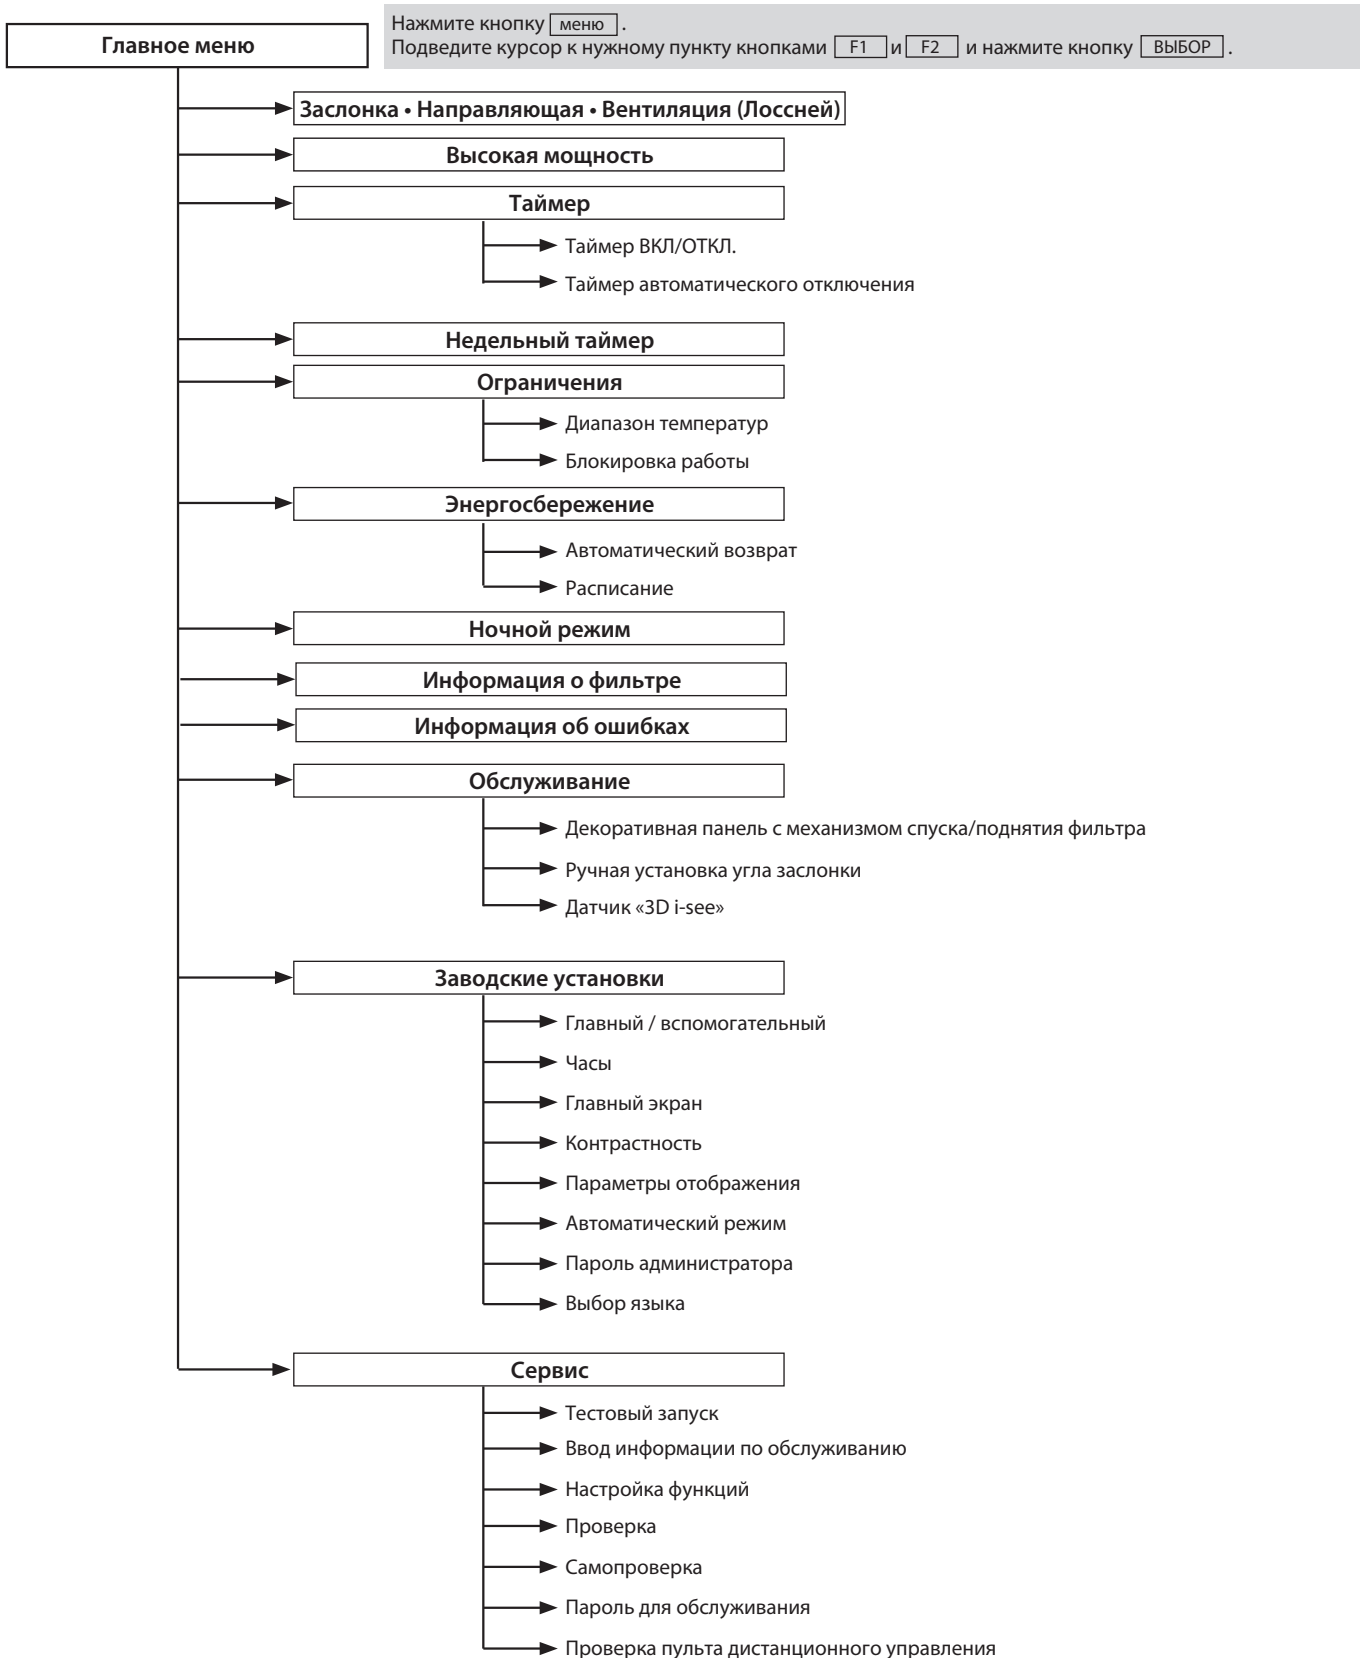 Главное меню
Нажмите кнопку меню .
Подведите курсор к нужному пункту кнопками F1 и F2 и нажмите кнопку ВЫБОР .
Заслонка • Направляющая • Вентиляция (Лоссней)
Высокая мощность
Таймер
Таймер ВКЛ/ОТКЛ.
Таймер автоматического отключения
Недельный таймер
Ограничения
Диапазон температур
Блокировка работы
Энергосбережение
Автоматический возврат
Расписание
Ночной режим
Информация о фильтре
Информация об ошибках
Обслуживание
Декоративная панель с механизмом спуска/поднятия фильтра
Ручная установка угла заслонки
Датчик «3D i-see»
Заводские установки
Главный / вспомогательный
Часы
Главный экран
Контрастность
Параметры отображения
Автоматический режим
Пароль администратора
Выбор языка
Сервис
Тестовый запуск
Ввод информации по обслуживанию
Настройка функций
Проверка
Самопроверка
Пароль для обслуживания
Проверка пульта дистанционного управления